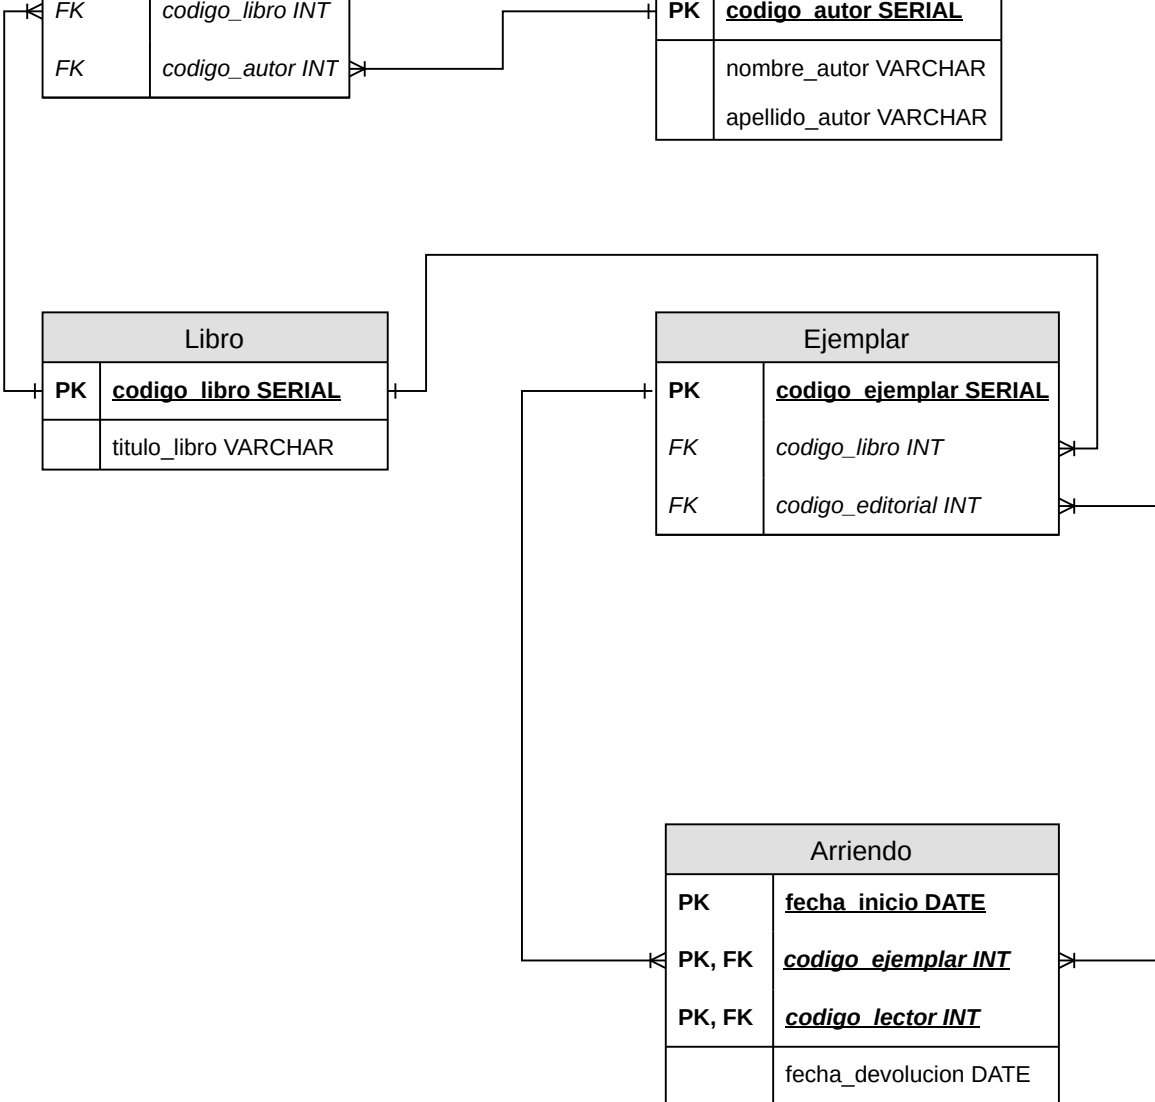 FK codigo_libro INT
FK codigo_autor INT
PK codigo_autor SERIAL
nombre_autor VARCHAR
apellido_autor VARCHAR
Libro
PK codigo_libro SERIAL
titulo_libro VARCHAR
Ejemplar
PK codigo_ejemplar SERIAL
FK codigo_libro INT
FK codigo_editorial INT
Arriendo
PK fecha_inicio DATE
PK, FK codigo_ejemplar INT
PK, FK codigo_lector INT
fecha_devolucion DATE